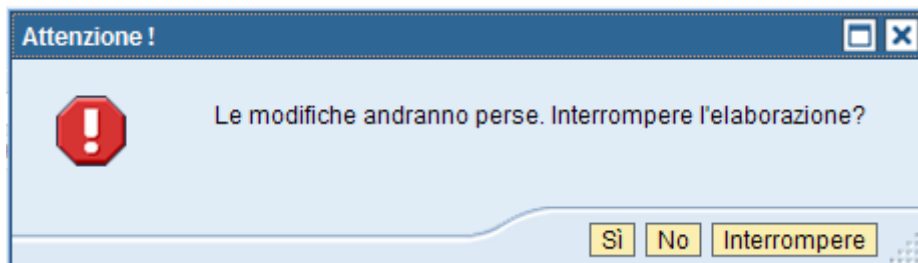 Attenzione !
Le modifiche andranno perse. Interrompere l'elaborazione?
Sì No Interrompere